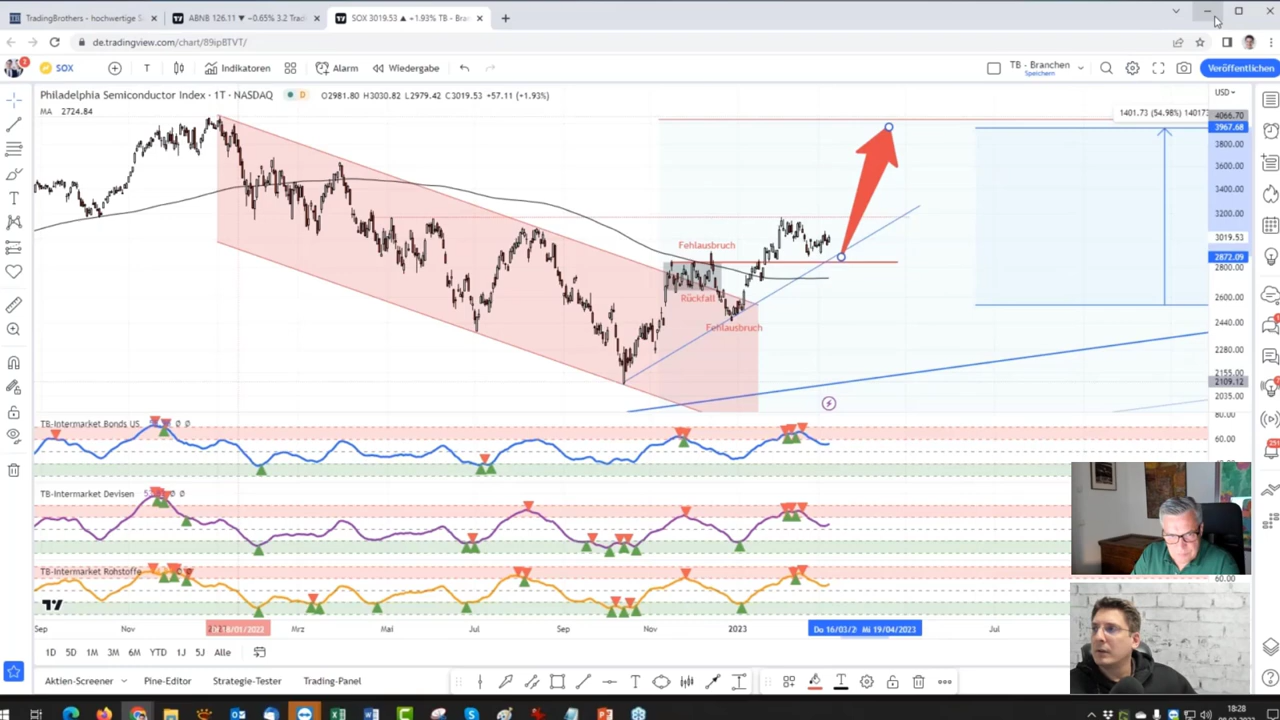 TradingBrothers - hochwertige S
ABNB 126.11 ▼ −0.65% 3.2 Tradi
SOX 3019.53 ▲ +1.93% TB - Bran
de.tradingview.com/chart/89ipBTVT/
SOX
T
Indikatoren
Alarm
Wiedergabe
TB - Branchen
Speichern
Veröffentlichen
Philadelphia Semiconductor Index · 1T · NASDAQ
D
O2981.80 H3030.82 L2979.42 C3019.53 +57.11 (+1.93%)
USD
MA 2724.84
1401.73 (54.98%) 140173
4066.70
3967.68
3800.00
3600.00
3400.00
3200.00
3019.53
2872.09
2800.00
2600.00
2440.00
2280.00
2155.00
2109.12
2035.00
Fehlausbruch
Rückfall
Fehlausbruch
TB-Intermarket Bonds US
80.00
60.00
TB-Intermarket Devisen
TB-Intermarket Rohstoffe
60.00
Sep
Nov
18/01/2022
Mrz
Mai
Jul
Sep
Nov
2023
Do 16/03/2
Mi 19/04/2023
Jul
1D 5D 1M 3M 6M YTD 1J 5J Alle
Aktien-Screener
Pine-Editor
Strategie-Tester
Trading-Panel
18:28